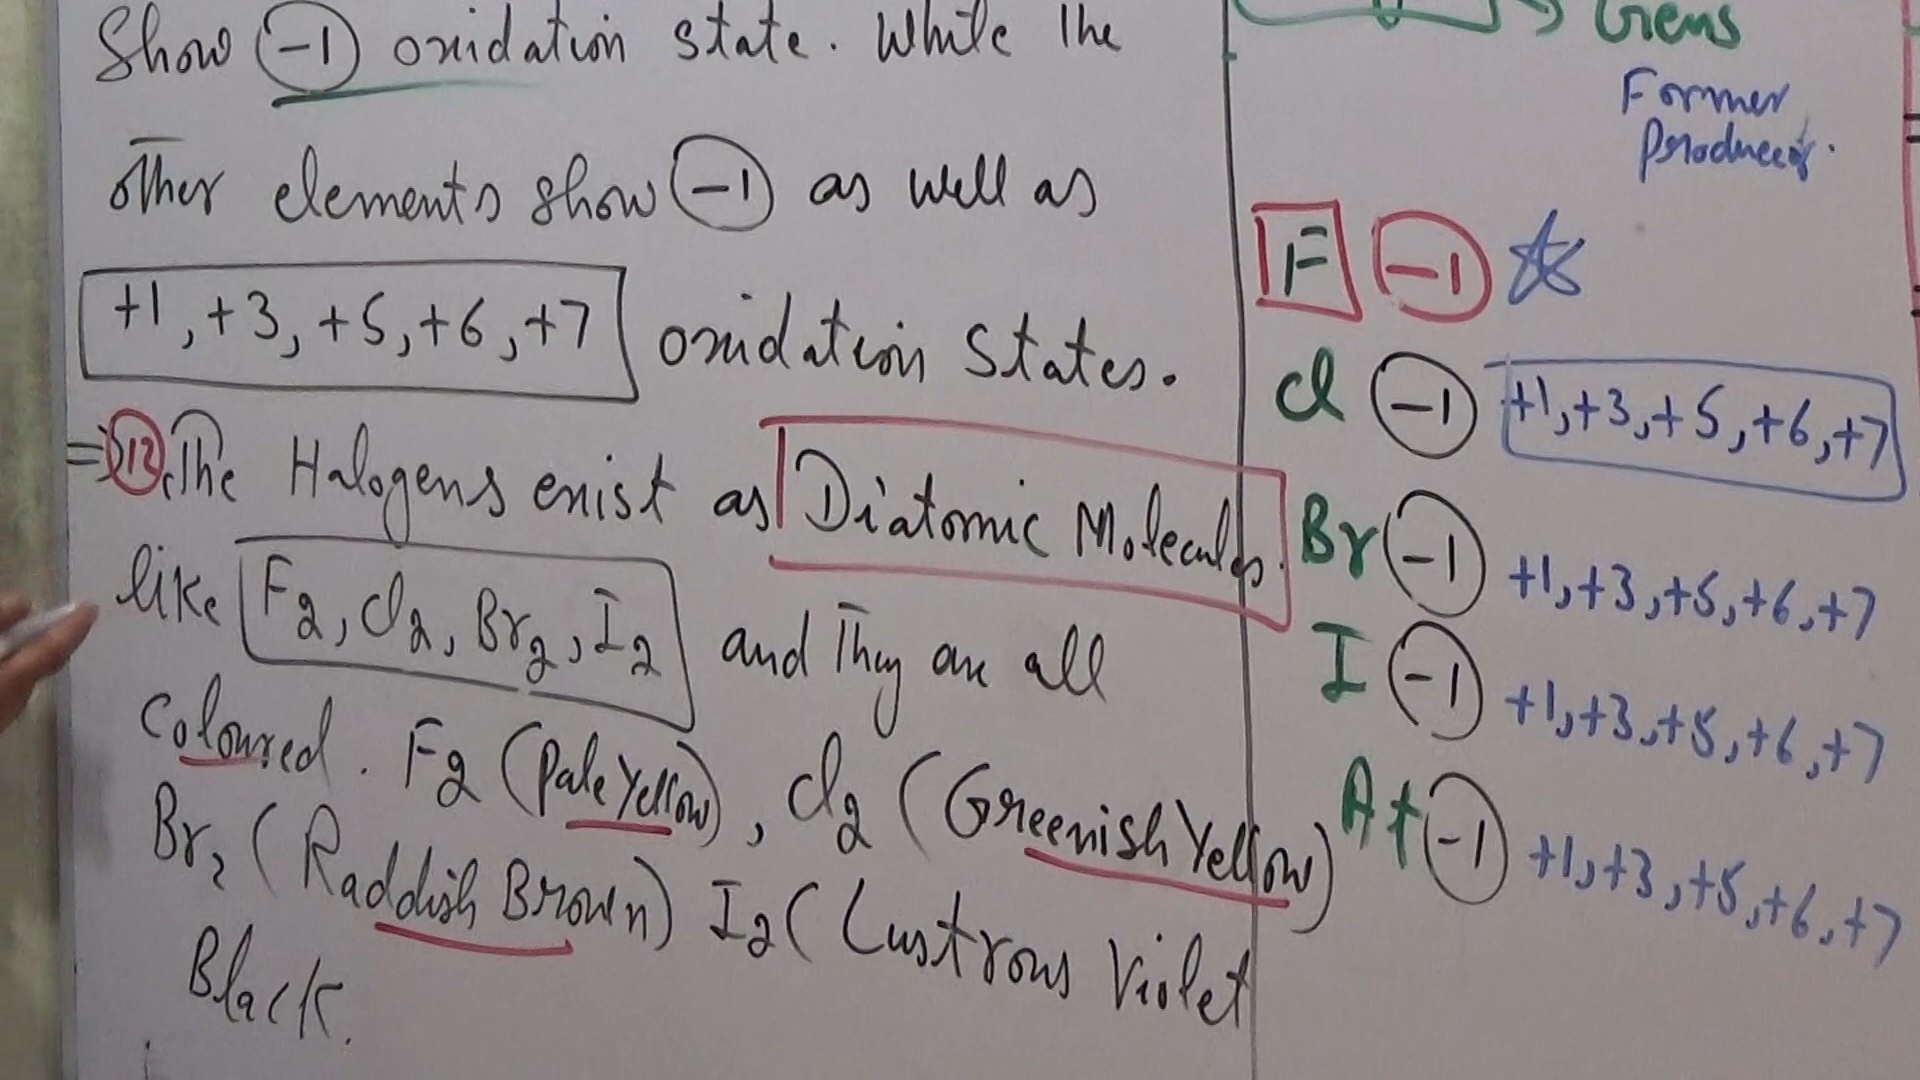 Show -1 oxidation state. While the
other elements show -1 as well as
+1, +3, +5, +6, +7 oxidation states.
⇒ 12. The Halogens exist as Diatomic Molecules.
like F2, Cl2, Br2, I2 and They are all
coloured. F2 (Pale Yellow), Cl2 (Greenish Yellow)
Br2 (Raddish Brown) I2 (Lustrous Violet
Black.
→ Gens
Former
Producers.
F -1
Cl -1 +1, +3, +5, +6, +7
Br -1 +1, +3, +5, +6, +7
I -1 +1, +3, +5, +6, +7
At -1 +1, +3, +5, +6, +7